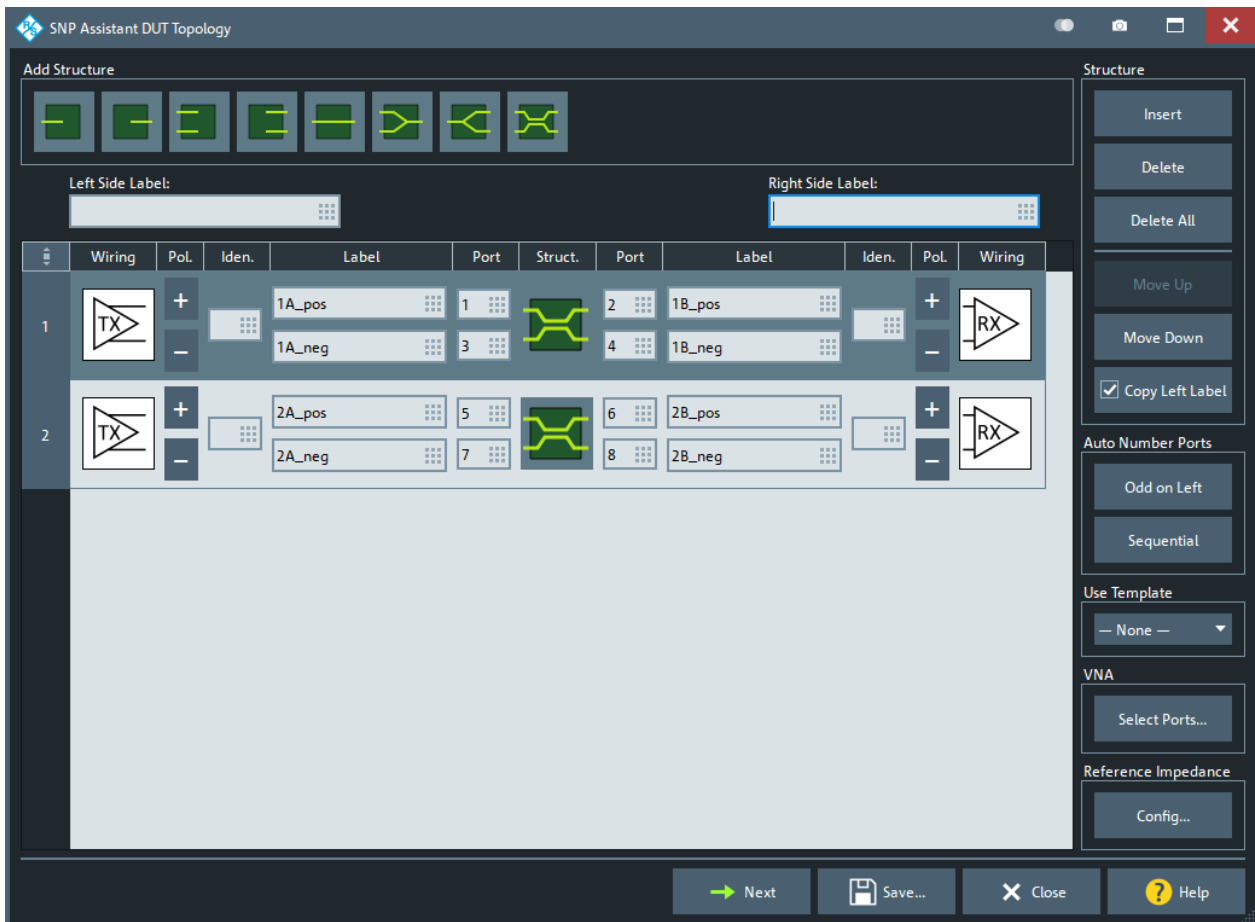 SNP Assistant DUT Topology
Add Structure
Left Side Label:
Right Side Label:
Wiring Pol. Iden. Label Port Struct. Port Label Iden. Pol. Wiring
1 TX + 1A_pos 1 2 1B_pos + RX
− 1A_neg 3 4 1B_neg −
2 TX + 2A_pos 5 6 2B_pos + RX
− 2A_neg 7 8 2B_neg −
Structure
Insert
Delete
Delete All
Move Up
Move Down
Copy Left Label
Auto Number Ports
Odd on Left
Sequential
Use Template
— None —
VNA
Select Ports...
Reference Impedance
Config...
Next
Save...
Close
? Help